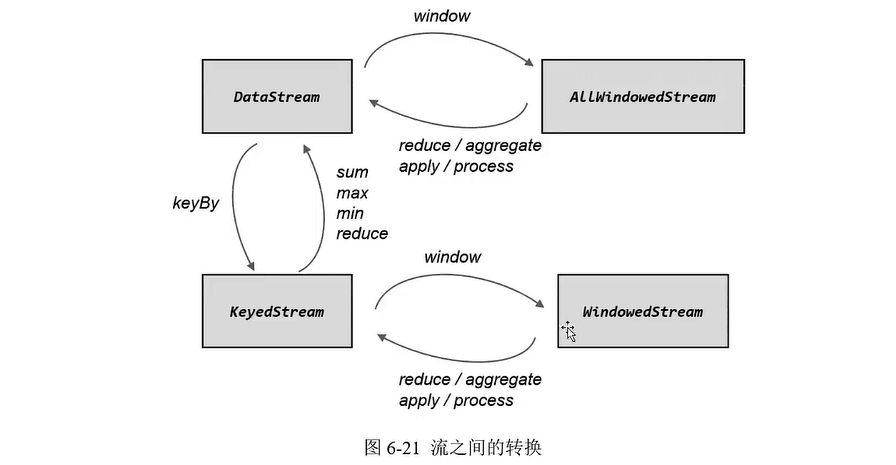 window
DataStream
AllWindowedStream
reduce / aggregate
apply / process
keyBy
sum
max
min
reduce
window
KeyedStream
WindowedStream
reduce / aggregate
apply / process
图 6-21 流之间的转换